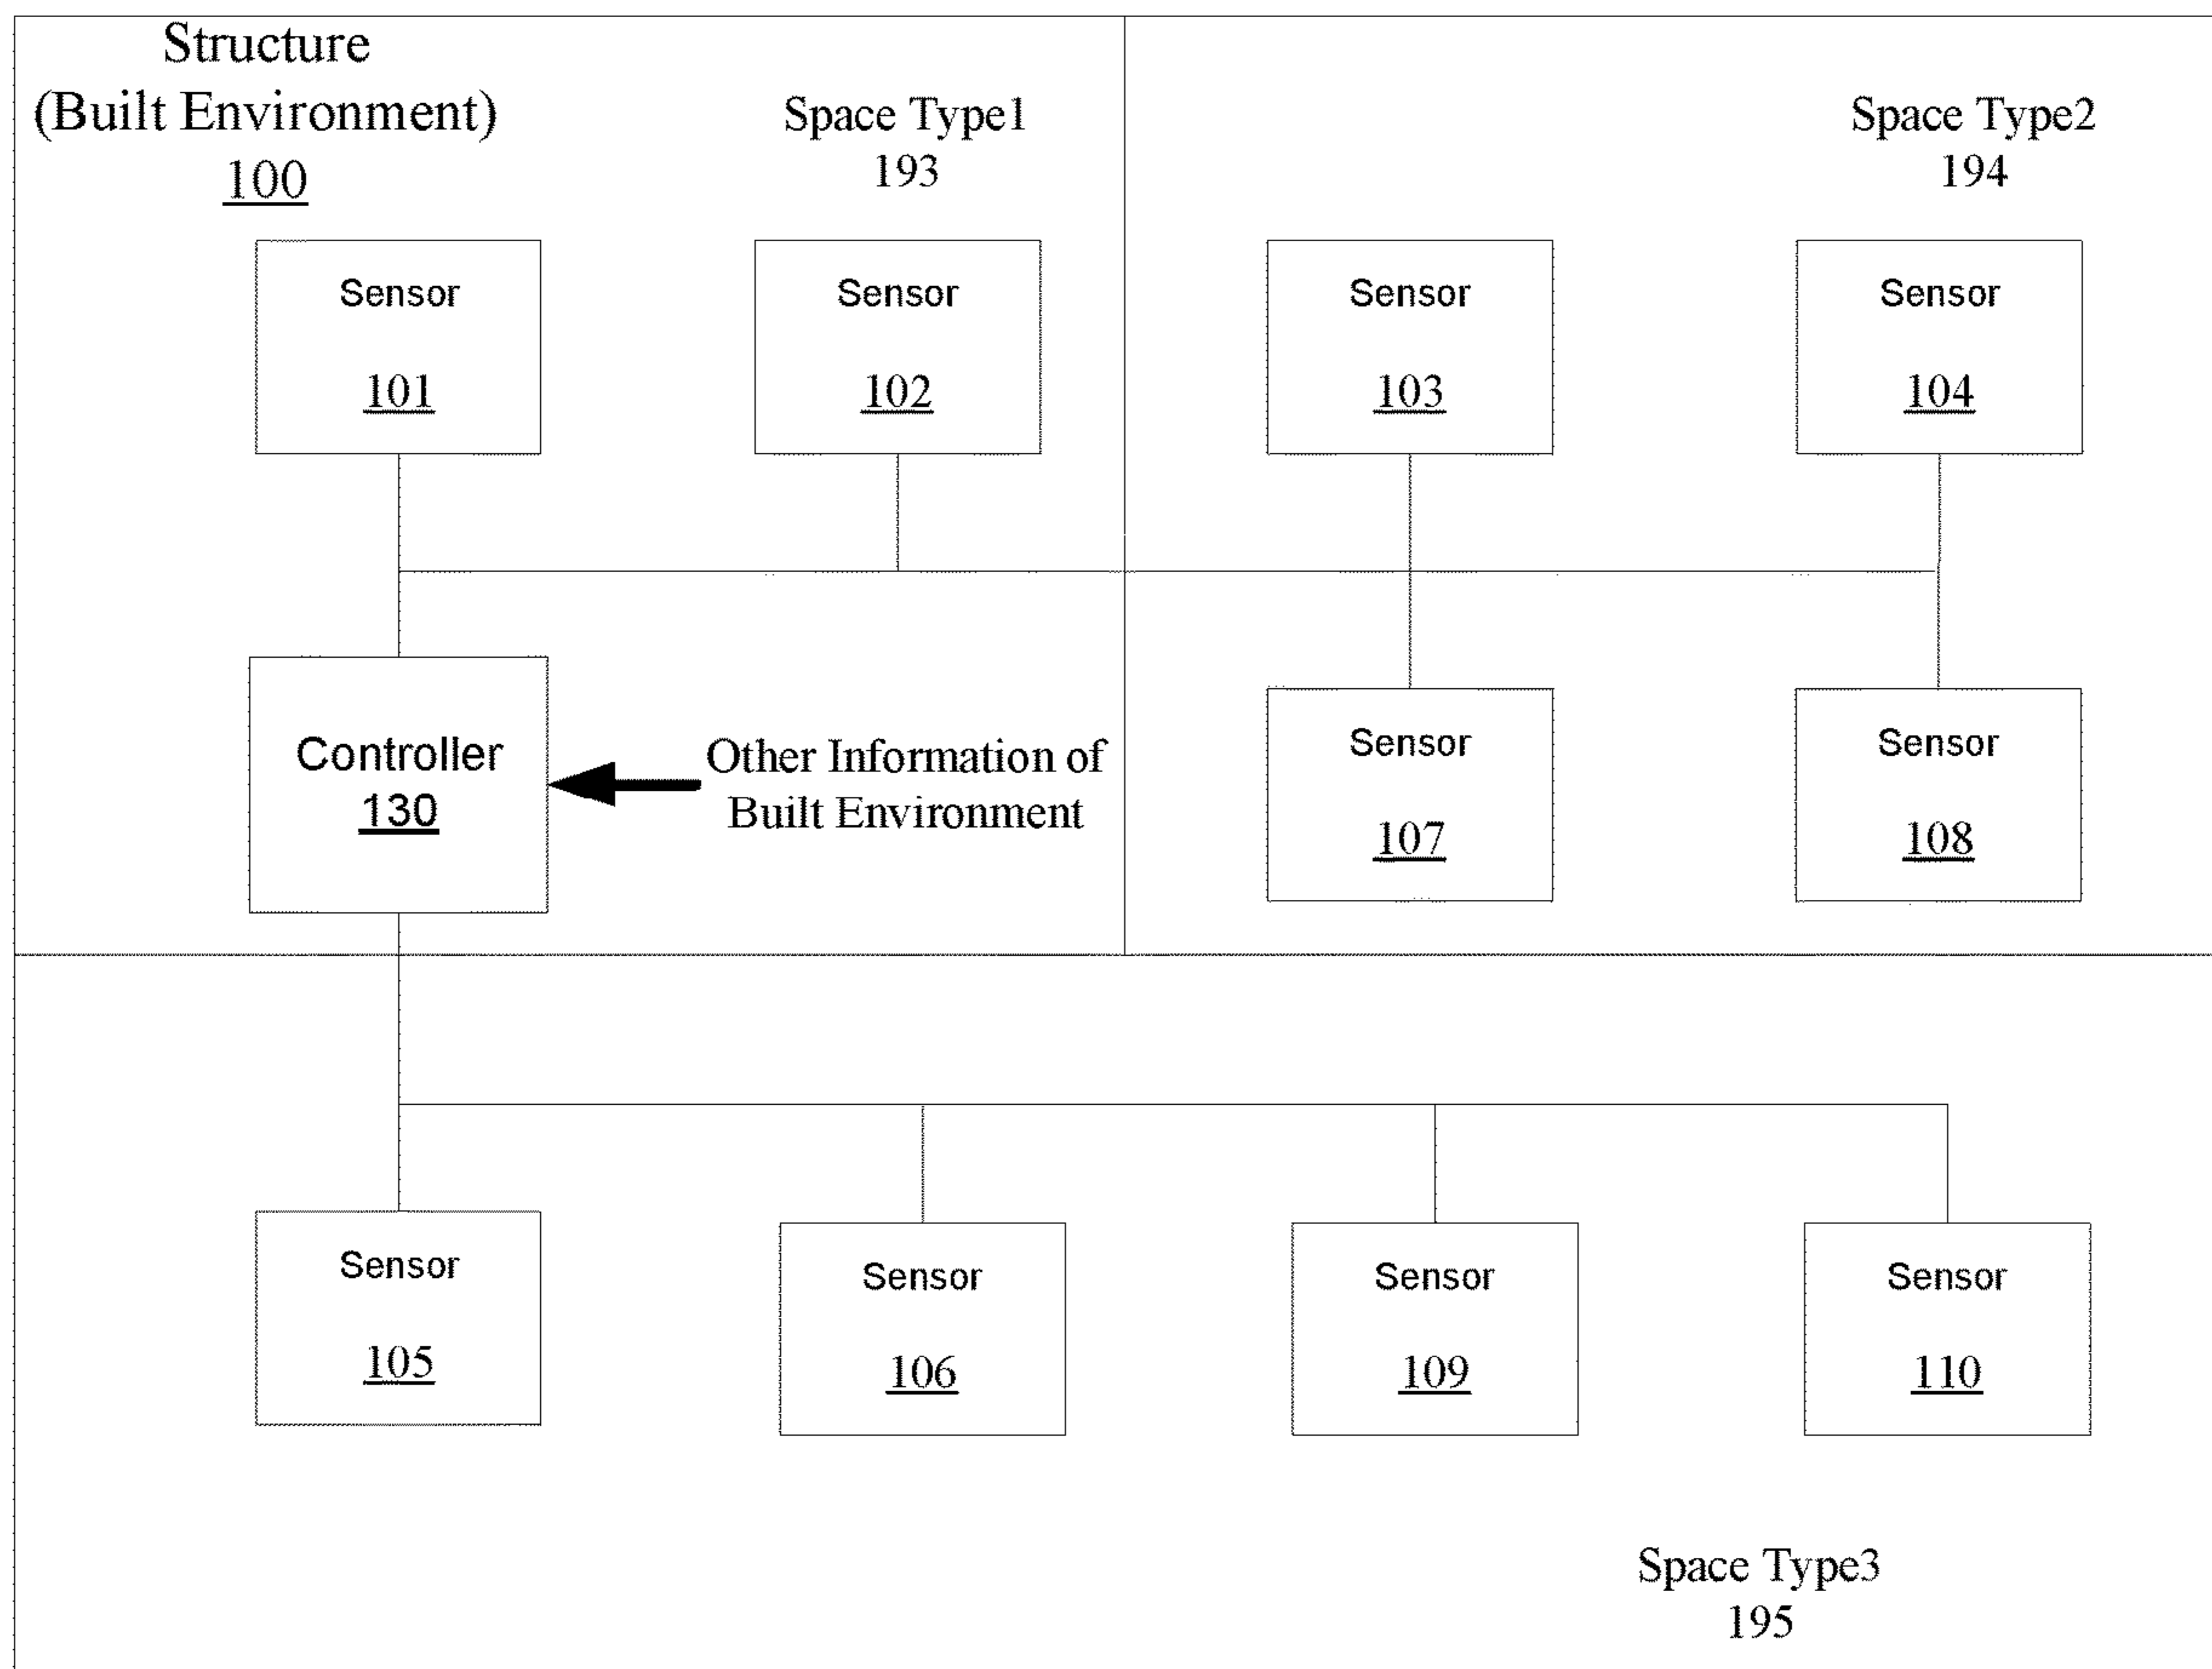 Structure
(Built Environment)
100
Space Type1
193
Space Type2
194
Sensor
101
Sensor
102
Sensor
103
Sensor
104
Controller
130
Other Information of
Built Environment
Sensor
107
Sensor
108
Sensor
105
Sensor
106
Sensor
109
Sensor
110
Space Type3
195